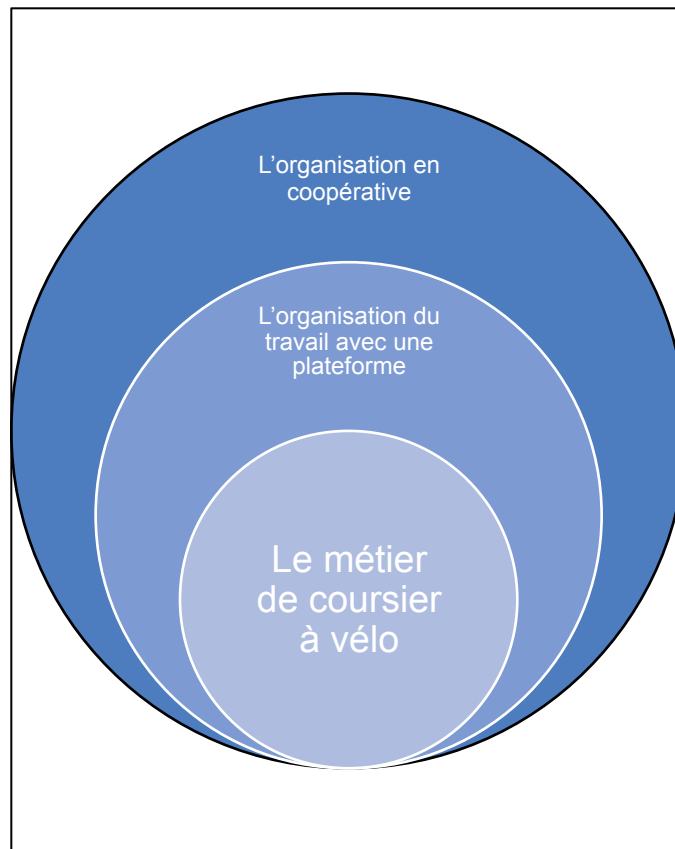 L’organisation en
coopérative
L’organisation du
travail avec une
plateforme
Le métier
de coursier
à vélo